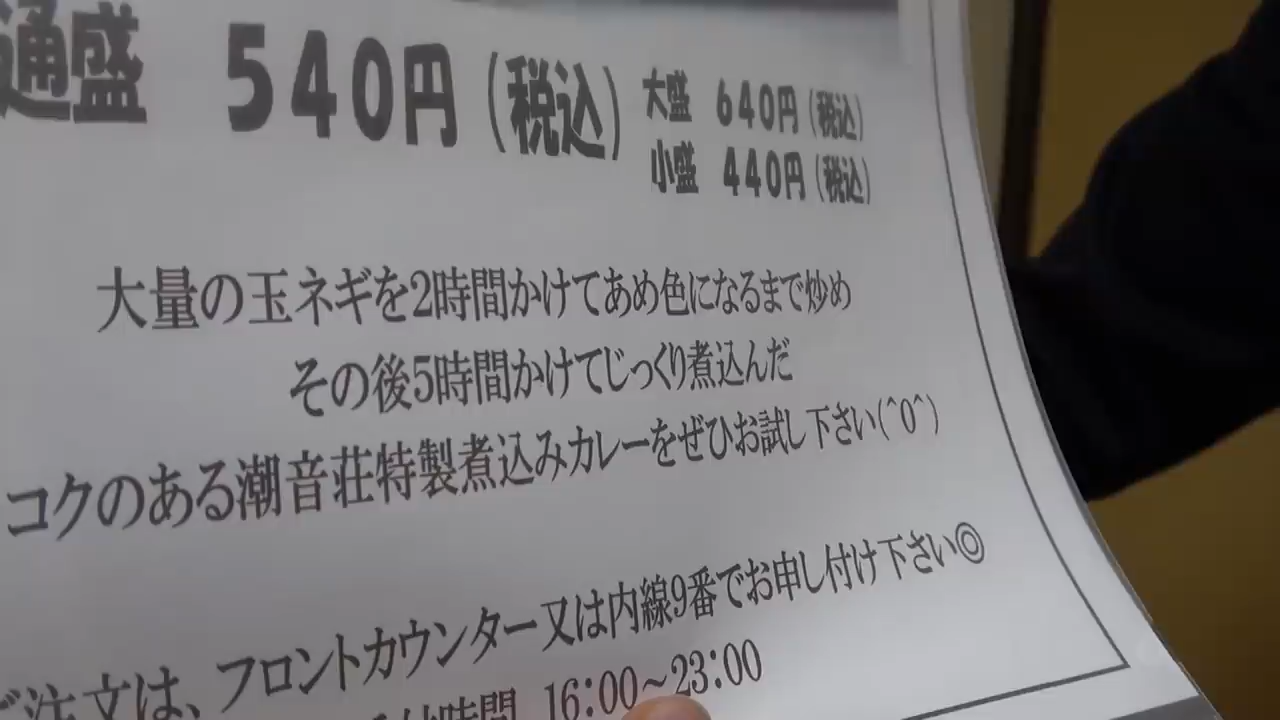 通盛 540円(税込)
大盛 640円(税込)
小盛 440円(税込)
大量の玉ネギを2時間かけてあめ色になるまで炒め
その後5時間かけてじっくり煮込んだ
コクのある潮音荘特製煮込みカレーをぜひお試し下さい(^0^)
ご注文は、フロントカウンター又は内線9番でお申し付け下さい◎
時間 16:00~23:00